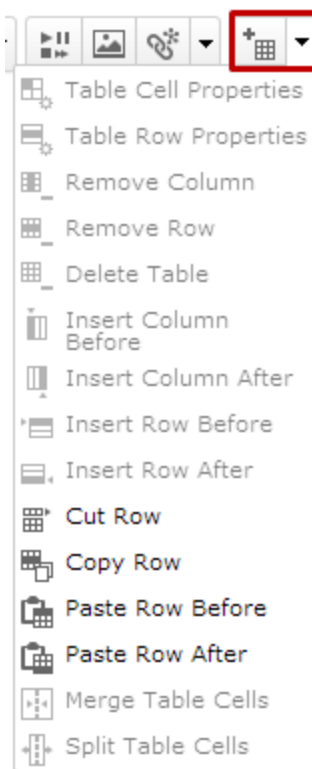 Table Cell Properties
Table Row Properties
Remove Column
Remove Row
Delete Table
Insert Column
Before
Insert Column After
Insert Row Before
Insert Row After
Cut Row
Copy Row
Paste Row Before
Paste Row After
Merge Table Cells
Split Table Cells